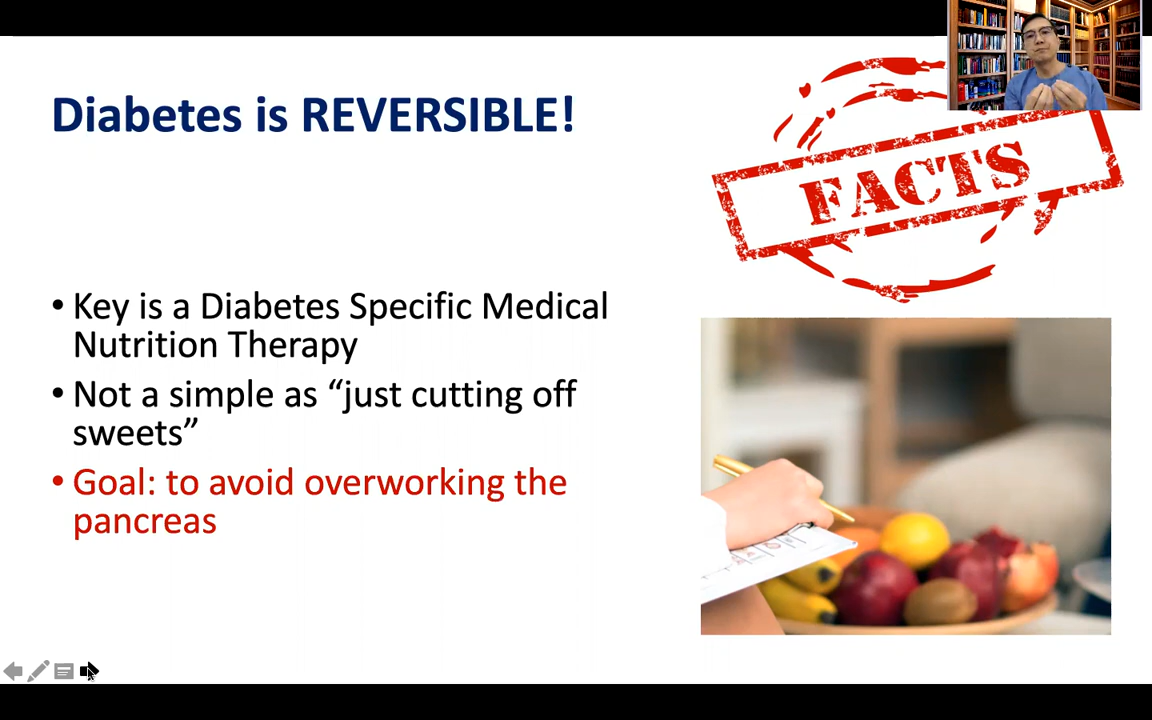 Diabetes is REVERSIBLE!
FACTS
• Key is a Diabetes Specific Medical
Nutrition Therapy
• Not a simple as “just cutting off
sweets”
• Goal: to avoid overworking the
pancreas